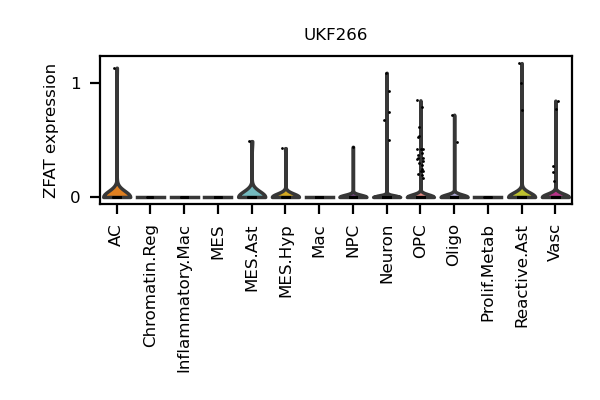 UKF266
ZFAT expression
1
0
AC
Chromatin.Reg
Inflammatory.Mac
MES
MES.Ast
MES.Hyp
Mac
NPC
Neuron
OPC
Oligo
Prolif.Metab
Reactive.Ast
Vasc